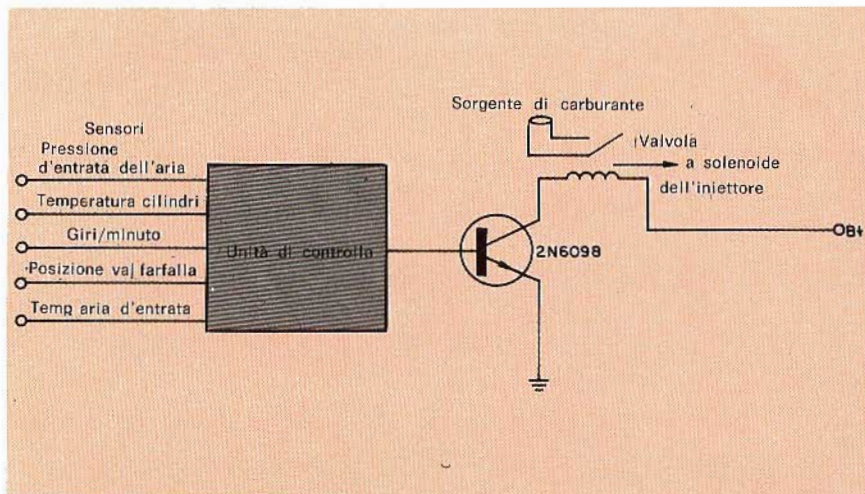 Sensori
Pressione
d'entrata dell'aria
Temperatura cilindri
Giri/minuto
Posizione val farfalla
Temp aria d'entrata
Unità di controllo
Sorgente di carburante
Valvola
a solenoide
dell'injettore
2N6098
B+